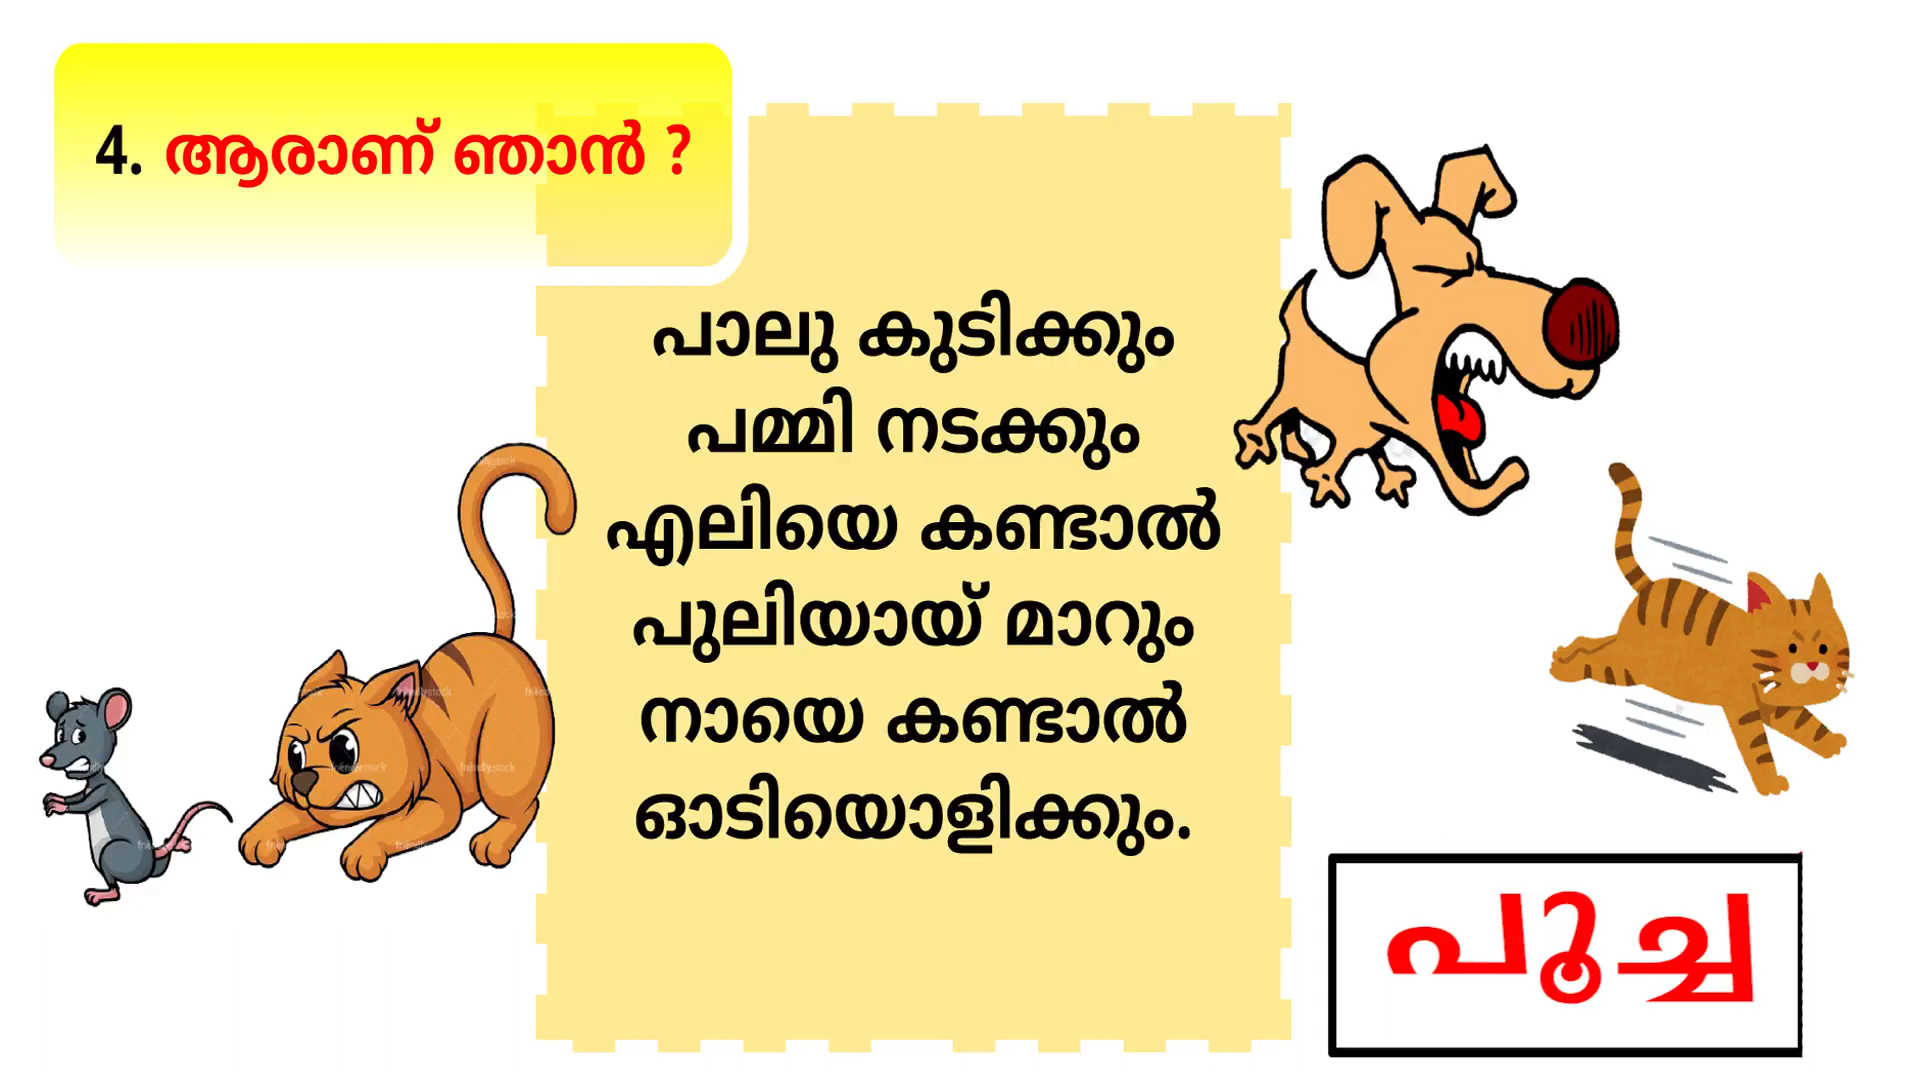 4. ആരാണ് ഞാൻ ?
പാലു കുടിക്കും
പമ്മി നടക്കും
എലിയെ കണ്ടാൽ
പുലിയായ് മാറും
നായെ കണ്ടാൽ
ഓടിയൊളിക്കും.
പൂച്ച